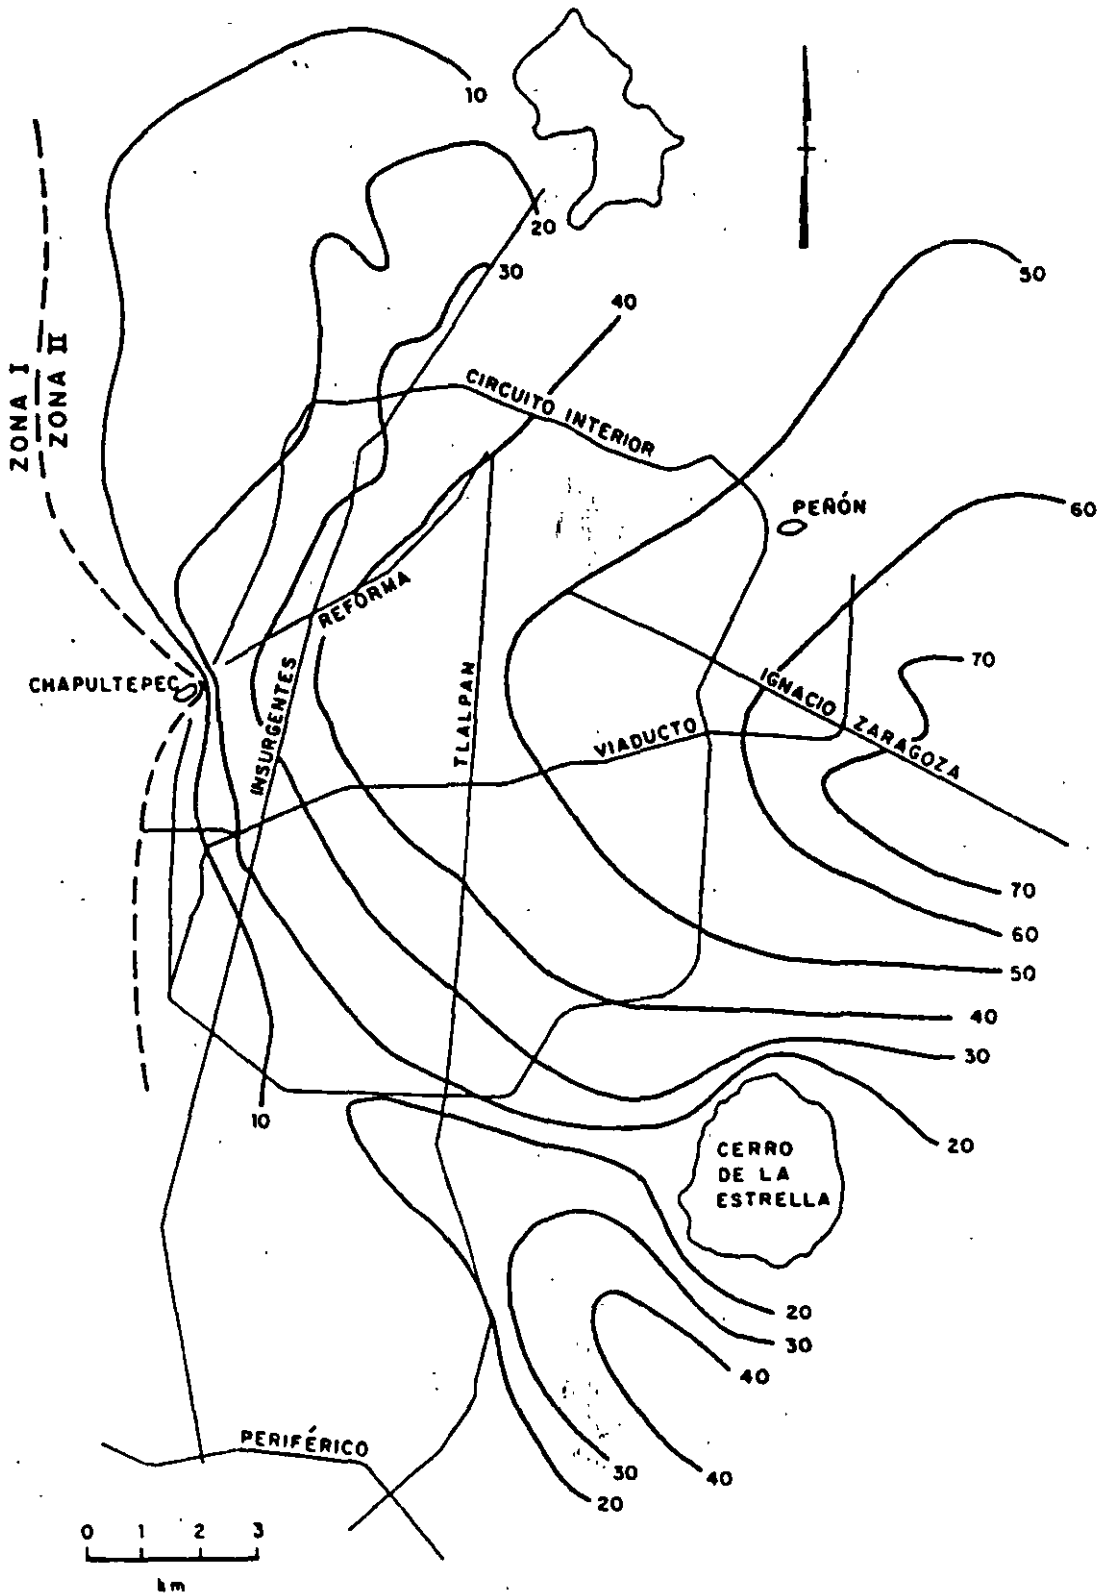 10
20
30
40
50
ZONA I
ZONA II
CIRCUITO INTERIOR
PEÑÓN
60
REFORMA
CHAPULTEPEC
INSURGENTES
TLALPAN
VIADUCTO
IGNACIO ZARAGOZA
70
70
60
50
40
30
10
20
CERRO
DE LA
ESTRELLA
20
30
40
PERIFÉRICO
30
40
20
0 1 2 3
km